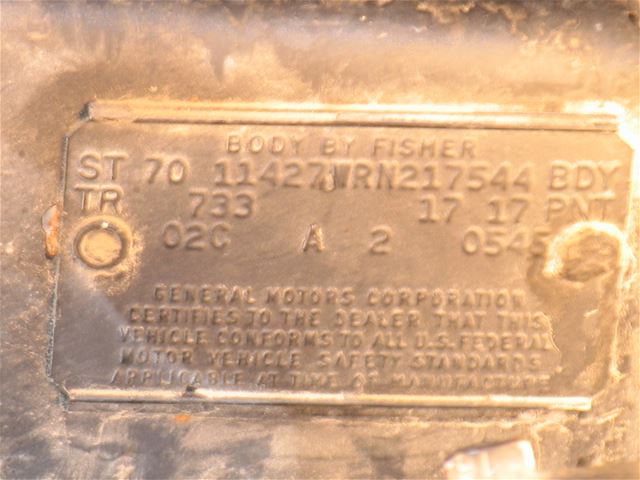 BODY BY FISHER
ST 70 11427 WRN217544 BDY
TR 733 17 17 PNT
02C A 2 0545
GENERAL MOTORS CORPORATION
CERTIFIES TO THE DEALER THAT THIS
VEHICLE CONFORMS TO ALL U.S. FEDERAL
MOTOR VEHICLE SAFETY STANDARDS
APPLICABLE AT TIME OF MANUFACTURE